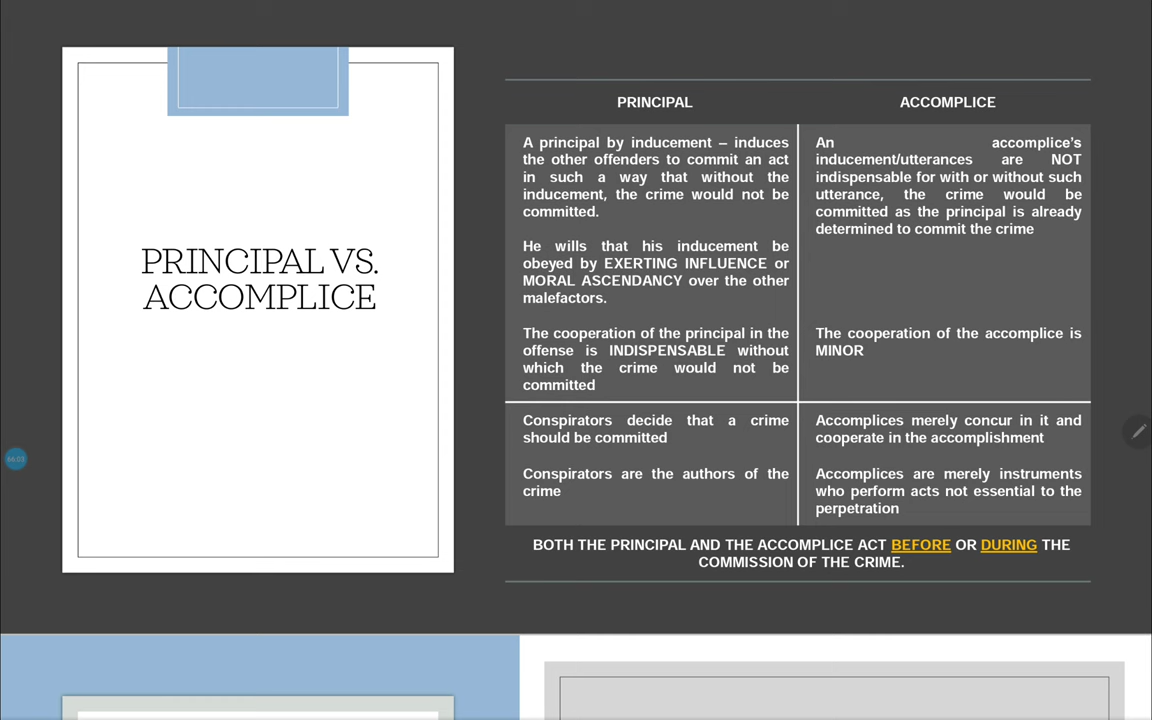 PRINCIPAL VS.
ACCOMPLICE
PRINCIPAL
ACCOMPLICE
A principal by inducement – induces
the other offenders to commit an act
in such a way that without the
inducement, the crime would not be
committed.
He wills that his inducement be
obeyed by EXERTING INFLUENCE or
MORAL ASCENDANCY over the other
malefactors.
The cooperation of the principal in the
offense is INDISPENSABLE without
which the crime would not be
committed
An accomplice's
inducement/utterances are NOT
indispensable for with or without such
utterance, the crime would be
committed as the principal is already
determined to commit the crime
The cooperation of the accomplice is
MINOR
Conspirators decide that a crime
should be committed
Conspirators are the authors of the
crime
Accomplices merely concur in it and
cooperate in the accomplishment
Accomplices are merely instruments
who perform acts not essential to the
perpetration
BOTH THE PRINCIPAL AND THE ACCOMPLICE ACT BEFORE OR DURING THE
COMMISSION OF THE CRIME.